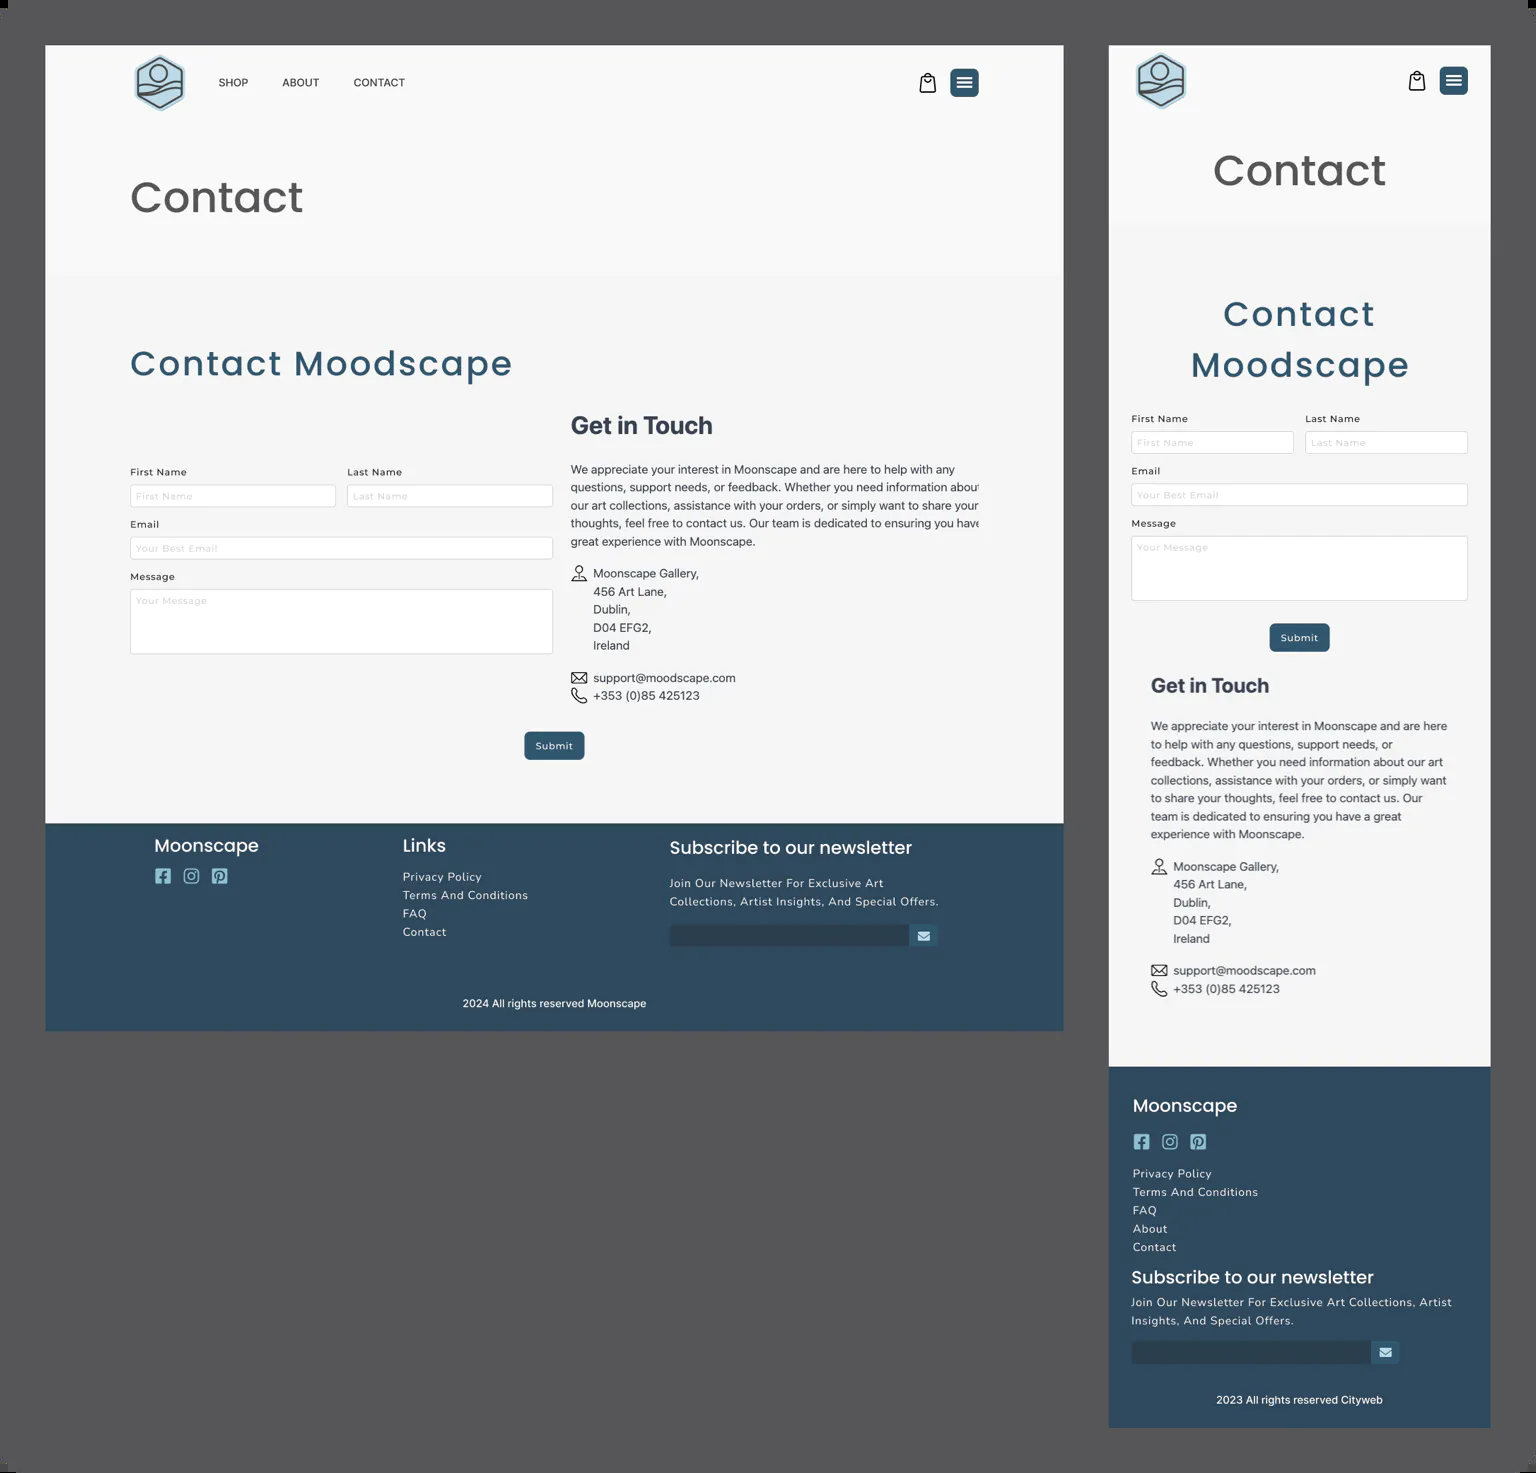 SHOP ABOUT CONTACT
Contact
Contact Moodscape
First Name Last Name
First Name Last Name
Email
Your Best Email
Message
Your Message
Get in Touch
We appreciate your interest in Moonscape and are here to help with any
questions, support needs, or feedback. Whether you need information about
our art collections, assistance with your orders, or simply want to share your
thoughts, feel free to contact us. Our team is dedicated to ensuring you have
great experience with Moonscape.
Moonscape Gallery,
456 Art Lane,
Dublin,
D04 EFG2,
Ireland
support@moodscape.com
+353 (0)85 425123
Submit
Moonscape
Links
Privacy Policy
Terms And Conditions
FAQ
Contact
Subscribe to our newsletter
Join Our Newsletter For Exclusive Art
Collections, Artist Insights, And Special Offers.
2024 All rights reserved Moonscape
Contact
Contact
Moodscape
First Name Last Name
First Name Last Name
Email
Your Best Email
Message
Your Message
Submit
Get in Touch
We appreciate your interest in Moonscape and are here
to help with any questions, support needs, or
feedback. Whether you need information about our art
collections, assistance with your orders, or simply want
to share your thoughts, feel free to contact us. Our
team is dedicated to ensuring you have a great
experience with Moonscape.
Moonscape Gallery,
456 Art Lane,
Dublin,
D04 EFG2,
Ireland
support@moodscape.com
+353 (0)85 425123
Moonscape
Privacy Policy
Terms And Conditions
FAQ
About
Contact
Subscribe to our newsletter
Join Our Newsletter For Exclusive Art Collections, Artist
Insights, And Special Offers.
2023 All rights reserved Cityweb